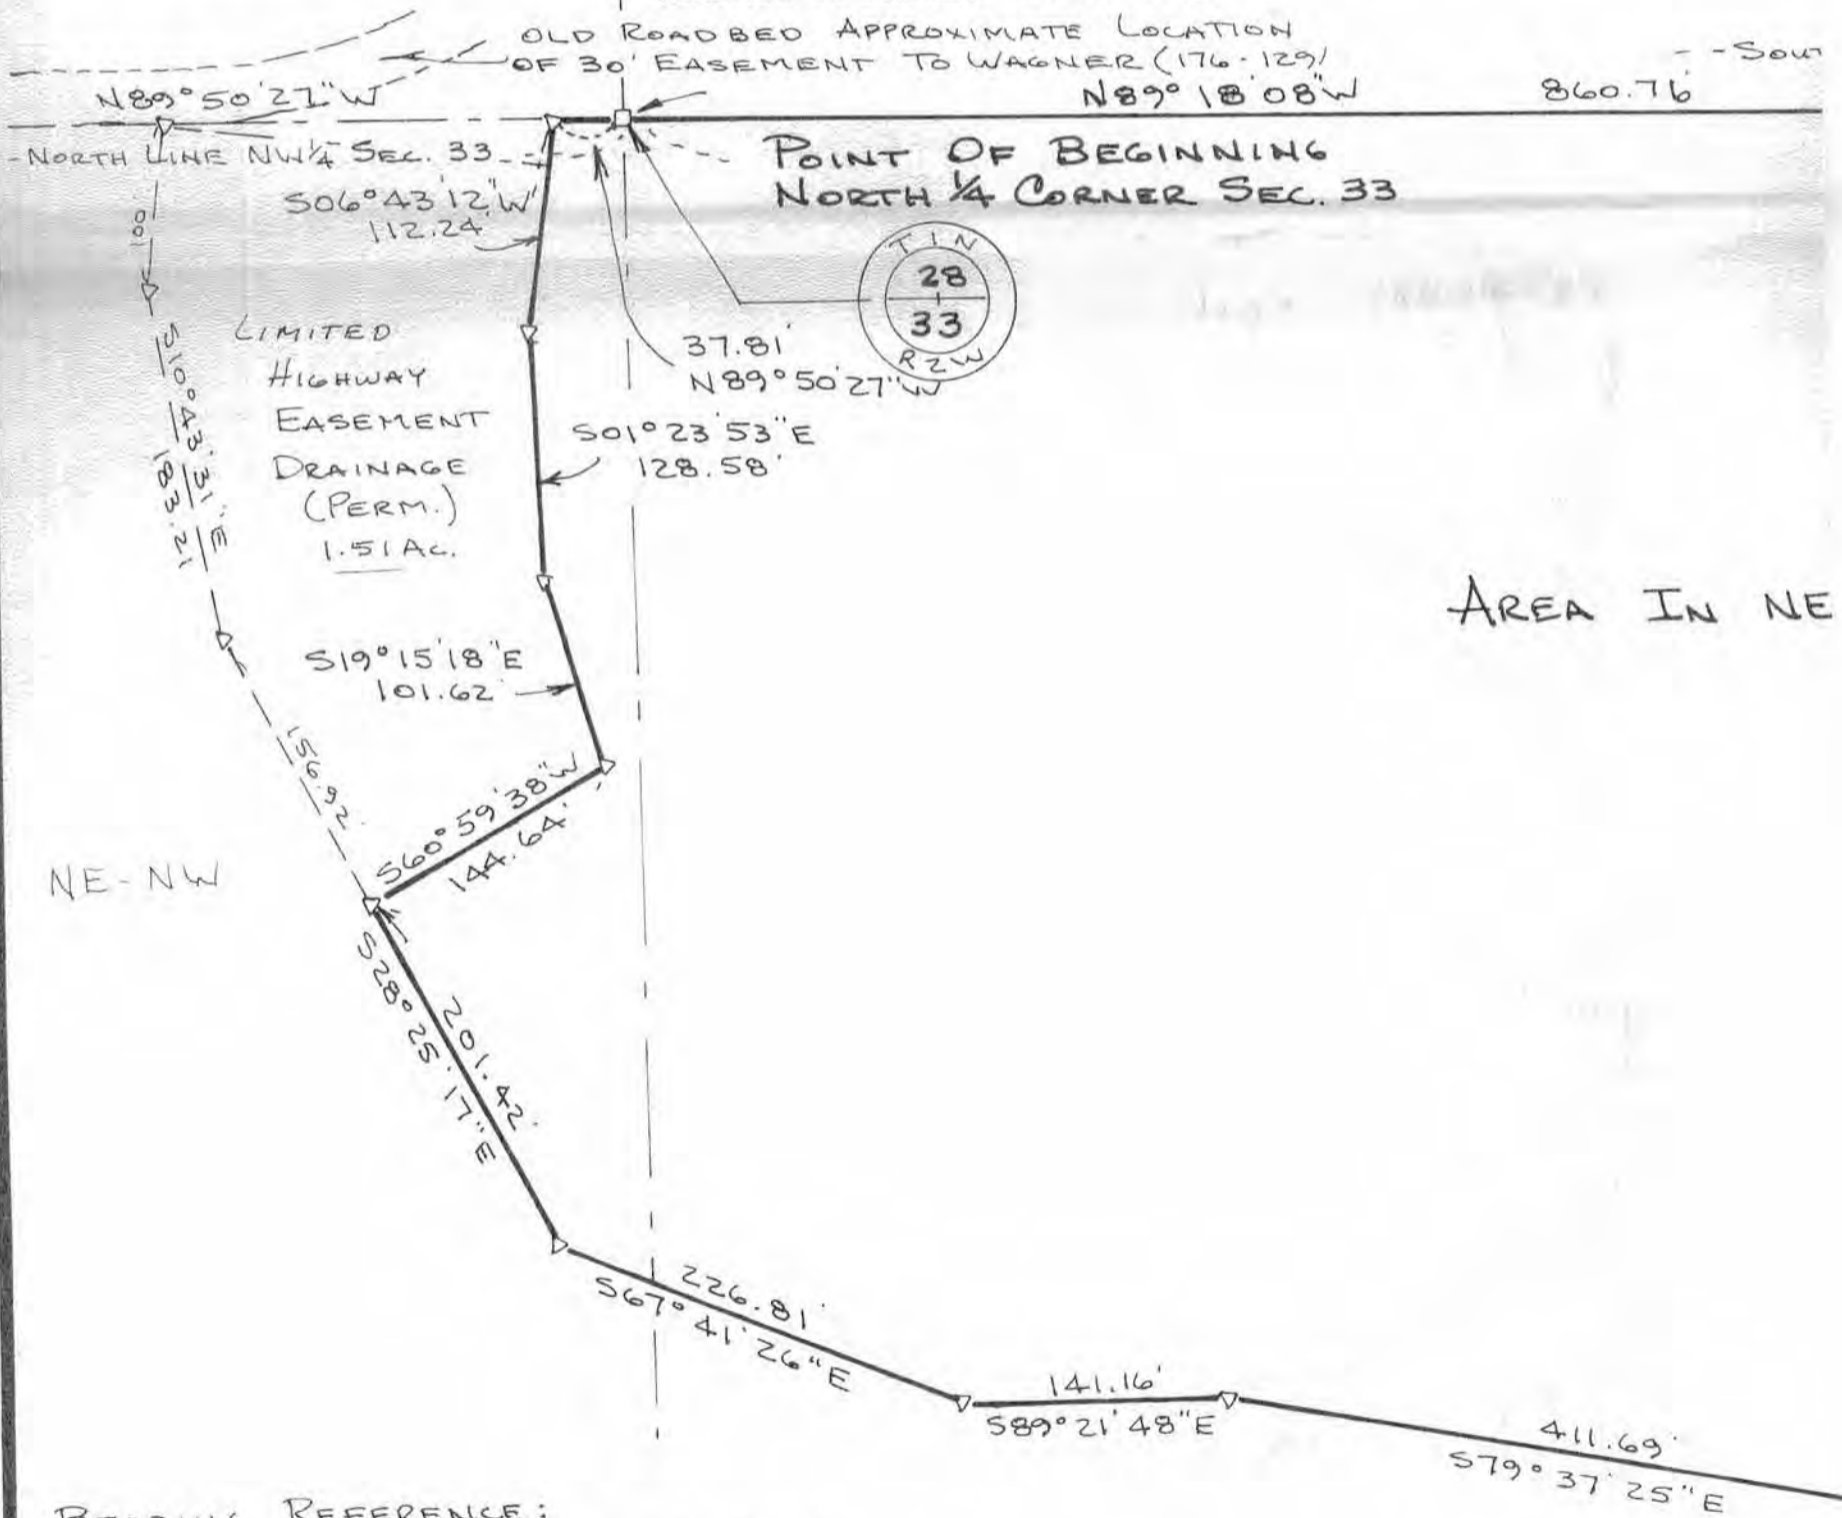 OLD ROADBED APPROXIMATE LOCATION
OF 30' EASEMENT TO WAGNER (176-129)
N89°50'27"W
N89°18'08"W
860.76'
NORTH LINE NW¼ SEC. 33
POINT OF BEGINNING
NORTH ¼ CORNER SEC. 33
S06°43'12"W
112.24'
100'
T1N
28
33
R2W
37.81'
N89°50'27"W
LIMITED
HIGHWAY
EASEMENT
DRAINAGE
(PERM.)
1.51 AC.
S10°43'31"E
183.21
S01°23'53"E
128.58'
AREA IN NE
S19°15'18"E
101.62'
156.92'
S60°59'38"W
144.64'
NE-NW
201.42'
S28°25'17"E
226.81'
S67°41'26"E
141.16'
S89°21'48"E
411.69'
S79°37'25"E
REFERENCE: